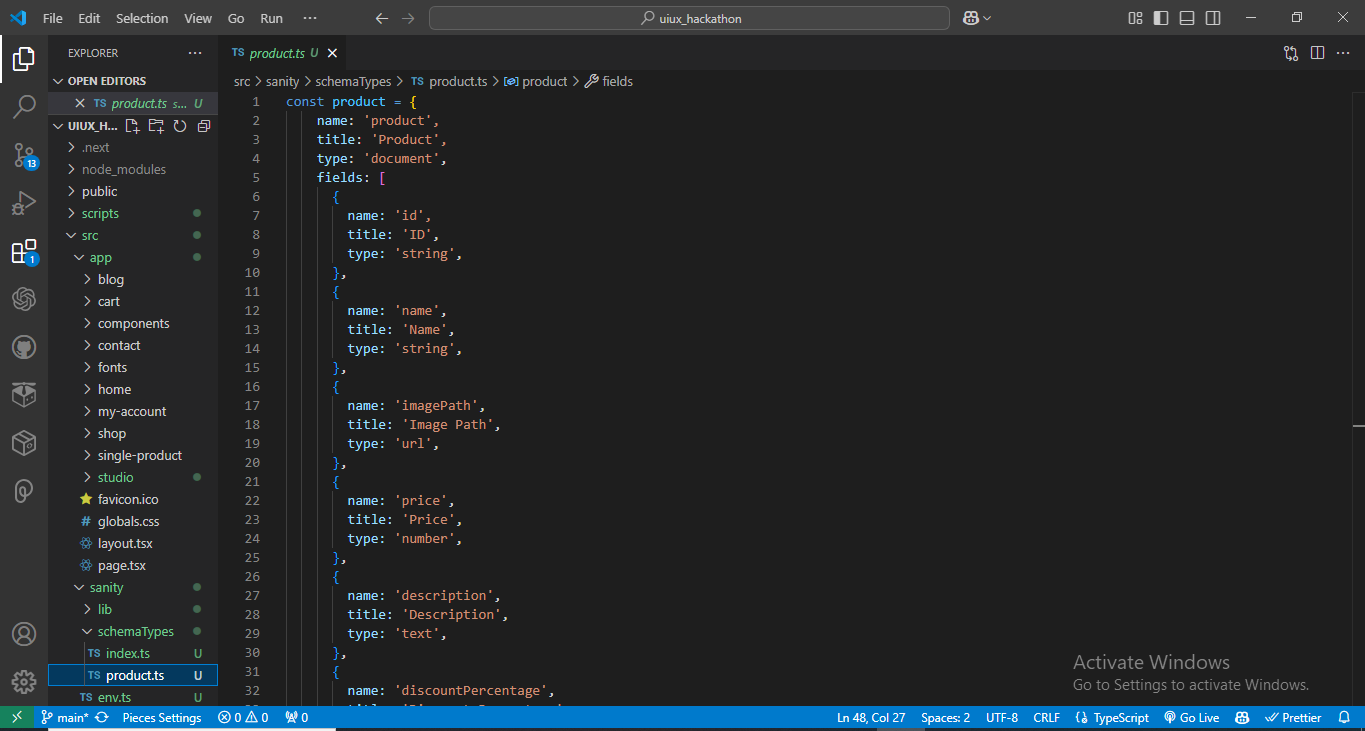 File Edit Selection View Go Run ··· uiux_hackathon
EXPLORER ···
OPEN EDITORS
TS product.ts s... U
UIUX_H...
.next
node_modules
public
scripts
src
app
blog
cart
components
contact
fonts
home
my-account
shop
single-product
studio
favicon.ico
# globals.css
layout.tsx
page.tsx
sanity
lib
schemaTypes
TS index.ts U
TS product.ts U
TS env.ts U
13
1
TS product.ts U
src > sanity > schemaTypes > TS product.ts > product > fields
1 const product = {
2 name: 'product',
3 title: 'Product',
4 type: 'document',
5 fields: [
6 {
7 name: 'id',
8 title: 'ID',
9 type: 'string',
10 },
11 {
12 name: 'name',
13 title: 'Name',
14 type: 'string',
15 },
16 {
17 name: 'imagePath',
18 title: 'Image Path',
19 type: 'url',
20 },
21 {
22 name: 'price',
23 title: 'Price',
24 type: 'number',
25 },
26 {
27 name: 'description',
28 title: 'Description',
29 type: 'text',
30 },
31 {
32 name: 'discountPercentage',
Activate Windows
Go to Settings to activate Windows.
main* Pieces Settings 0 0 0 Ln 48, Col 27 Spaces: 2 UTF-8 CRLF {} TypeScript Go Live Prettier